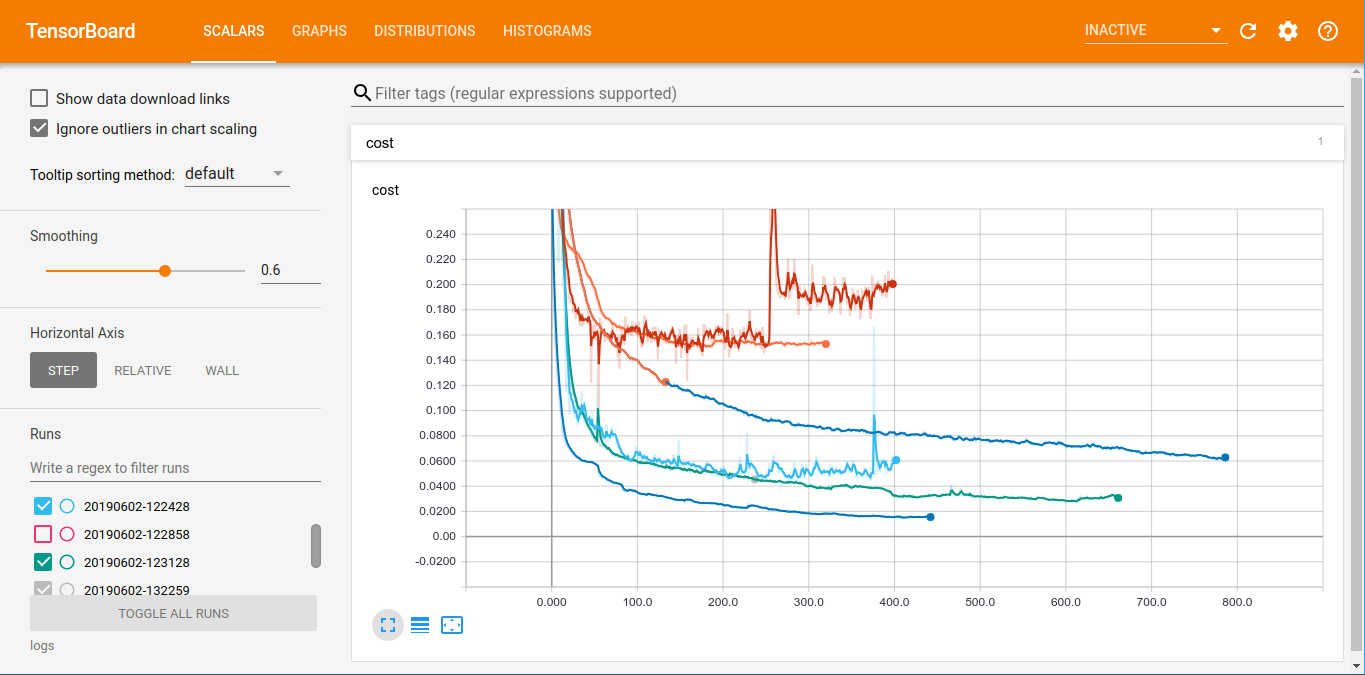 TensorBoard SCALARS GRAPHS DISTRIBUTIONS HISTOGRAMS INACTIVE
Show data download links
Ignore outliers in chart scaling
Tooltip sorting method: default
Smoothing
0.6
Horizontal Axis
STEP RELATIVE WALL
Runs
Write a regex to filter runs
20190602-122428
20190602-122858
20190602-123128
20190602-132259
TOGGLE ALL RUNS
logs
Filter tags (regular expressions supported)
cost 1
cost
0.240
0.220
0.200
0.180
0.160
0.140
0.120
0.100
0.0800
0.0600
0.0400
0.0200
0.00
-0.0200
0.000 100.0 200.0 300.0 400.0 500.0 600.0 700.0 800.0